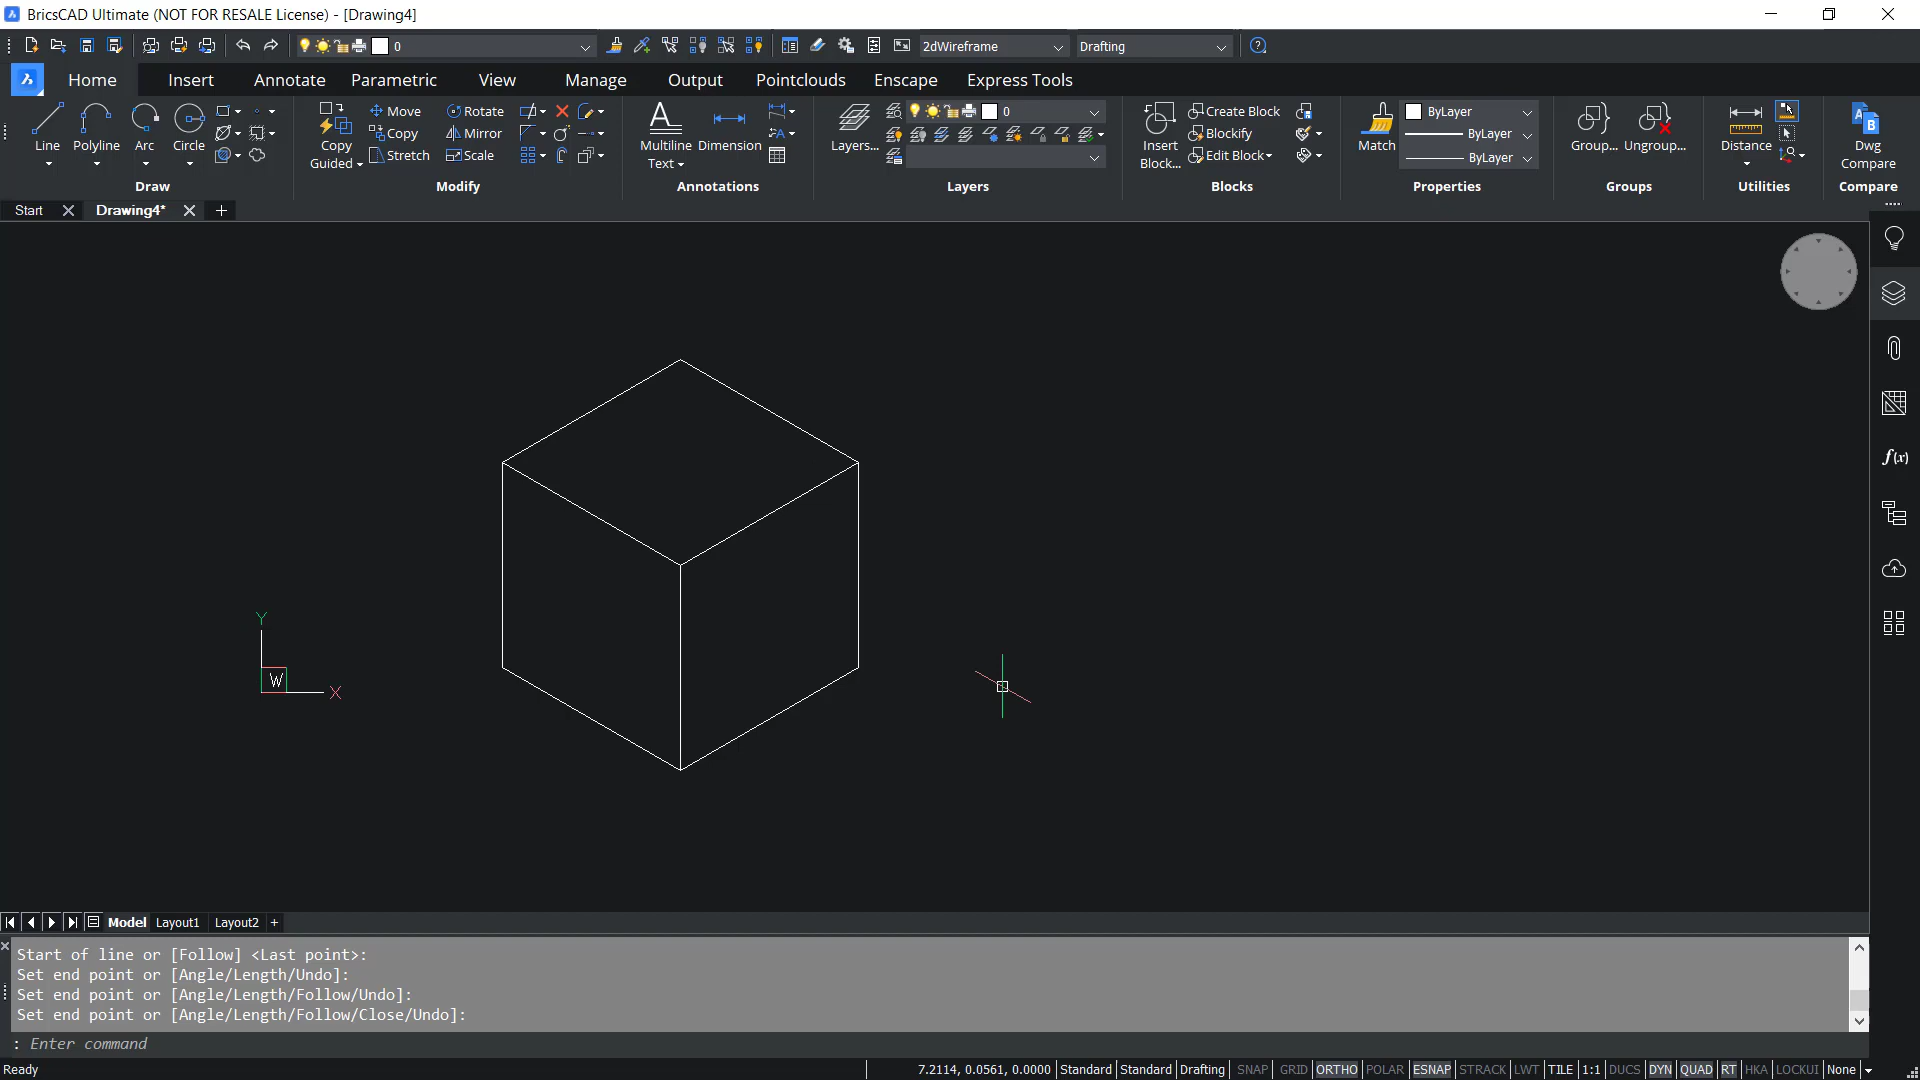 BricsCAD Ultimate (NOT FOR RESALE License) - [Drawing4]
0
2dWireframe
Drafting
Home Insert Annotate Parametric View Manage Output Pointclouds Enscape Express Tools
Line Polyline Arc Circle
Draw
Copy Guided
Move Rotate
Copy Mirror
Stretch Scale
Modify
Multiline Text Dimension
Annotations
Layers...
0
Layers
Insert Block...
Create Block
Blockify
Edit Block
Blocks
Match
ByLayer
ByLayer
ByLayer
Properties
Group... Ungroup...
Groups
Distance
Utilities
Dwg Compare
Compare
Start Drawing4*
Y
W X
f(x)
Model Layout1 Layout2 +
Start of line or [Follow] <Last point>:
Set end point or [Angle/Length/Undo]:
Set end point or [Angle/Length/Follow/Undo]:
Set end point or [Angle/Length/Follow/Close/Undo]:
: Enter command
Ready 7.2114, 0.0561, 0.0000 Standard Standard Drafting SNAP GRID ORTHO POLAR ESNAP STRACK LWT TILE 1:1 DUCS DYN QUAD RT HKA LOCKUI None